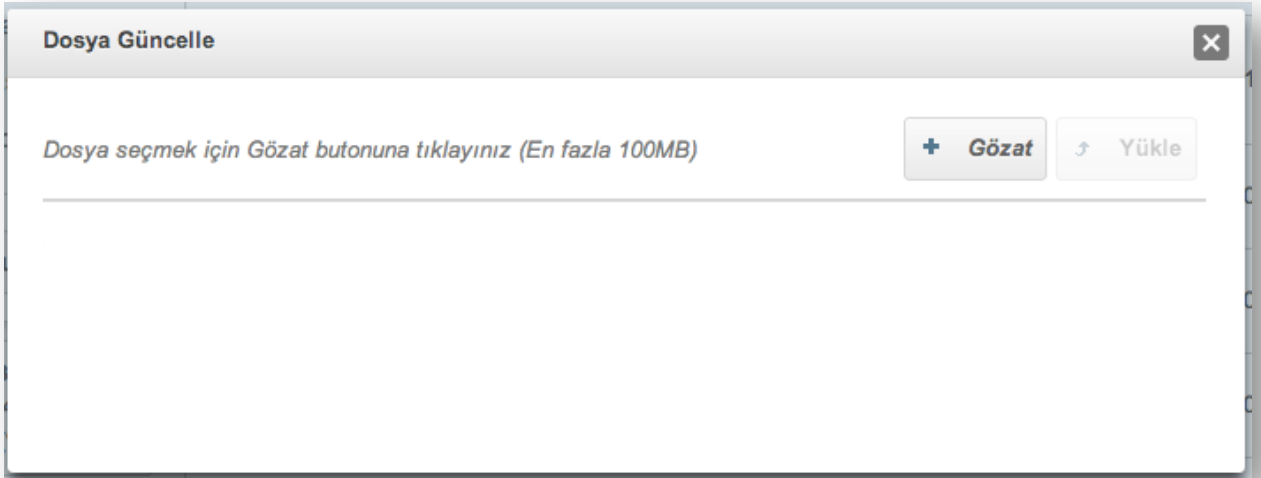 Dosya Güncelle
Dosya seçmek için Gözat butonuna tıklayınız (En fazla 100MB)
Gözat
Yükle